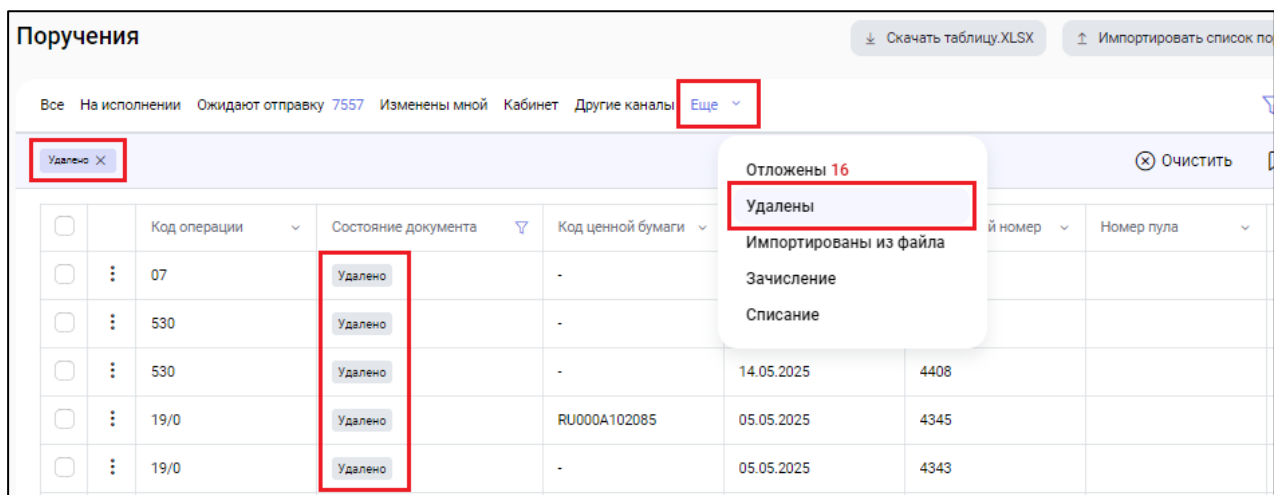 Поручения
Скачать таблицу.XLSX
Импортировать список
Все На исполнении Ожидают отправку 7557 Изменены мной Кабинет Другие каналы Еще
Удалено
Очистить
Отложены 16
Удалены
Импортированы из файла
Зачисление
Списание
Код операции Состояние документа Код ценной бумаги номер Номер пула
07 Удалено -
530 Удалено -
530 Удалено - 14.05.2025 4408
19/0 Удалено RU000A102085 05.05.2025 4345
19/0 Удалено - 05.05.2025 4343